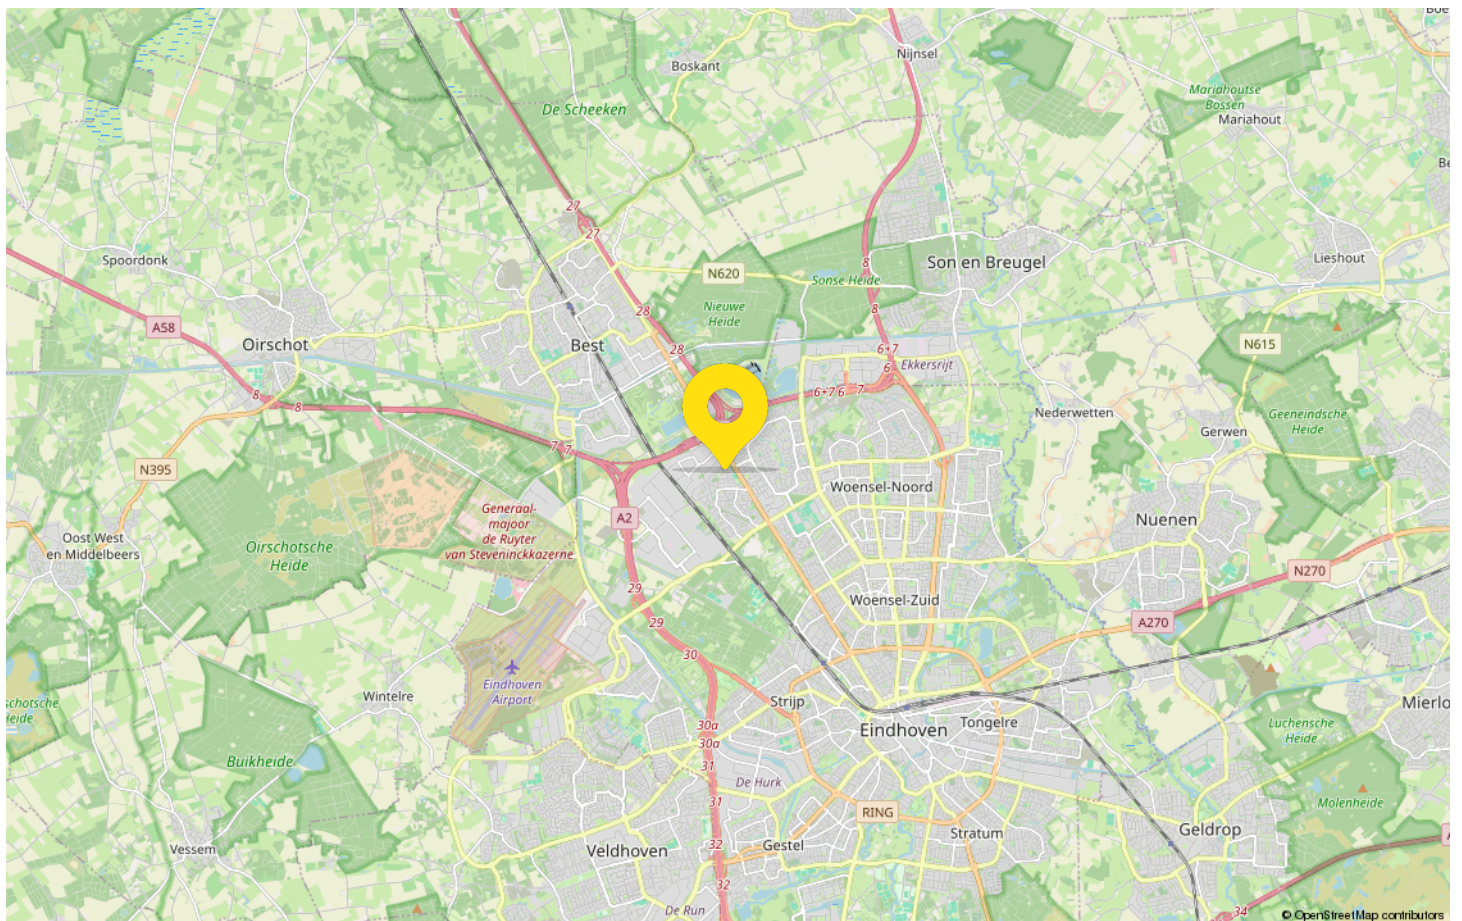 Boe
Nijnsel
Boskant
De Scheeken
Mariahoutse
Bossen
Mariahout
Be
27
27
Spoordonk
N620
8
Son en Breugel
Sonse Heide
Lieshout
28
Nieuwe
Heide
8
A58
Oirschot
Best
28
6+7
6
Ekkersrijt
N615
8
8
6+7
6
7
Nederwetten
Geeneindsche
Heide
Gerwen
7
7
N395
Woensel-Noord
Generaal-
majoor
de Ruyter
van Steveninckkazerne
A2
Nuenen
Oost West
en Middelbeers
Oirschotsche
Heide
N270
29
Woensel-Zuid
29
A270
30
Eindhoven
Airport
Wintelre
Strijp
schotsche
Heide
Mierlo
30a
Eindhoven
Tongelre
Luchensche
Heide
30a
Buikheide
31
De Hurk
31
RING
Molenheide
Vessem
Veldhoven
32
Gestel
Stratum
Geldrop
A
32
De Run
34
© OpenStreetMap contributors